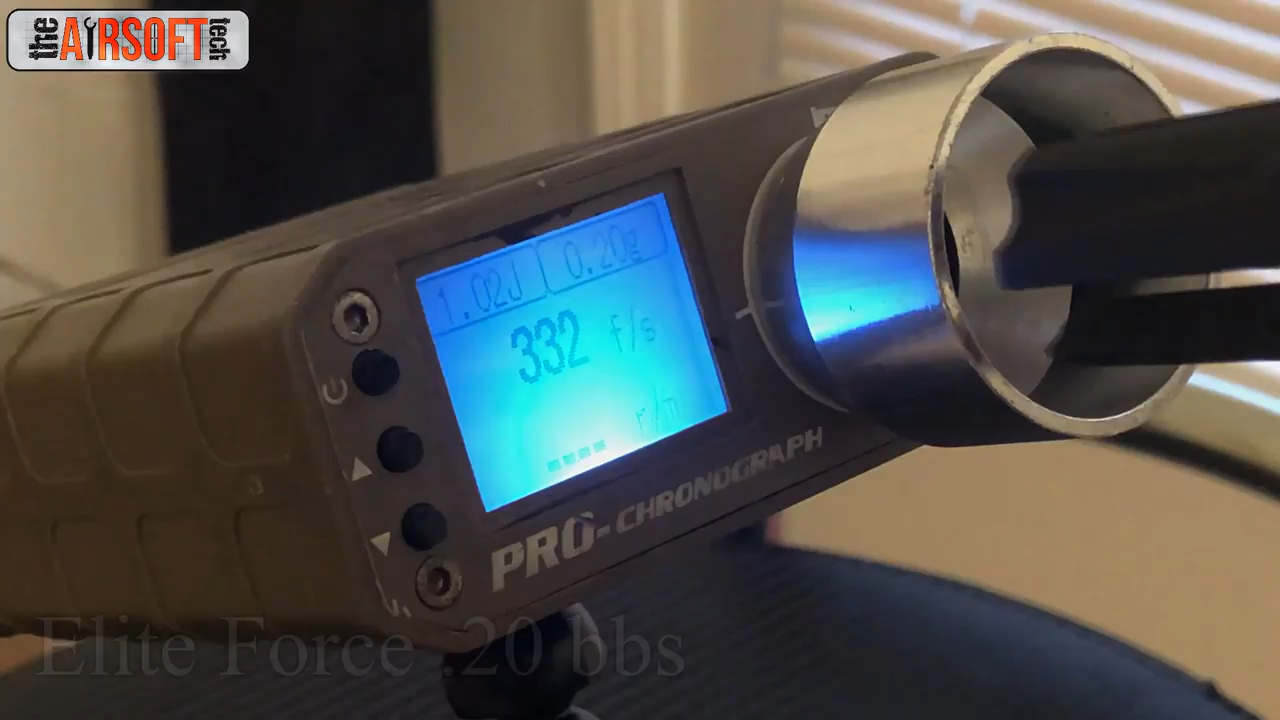 the AIRSOFT tech
1.02J 0.20g
332 f/s
r/m
----
PRO-CHRONOGRAPH
Elite Force .20 bbs